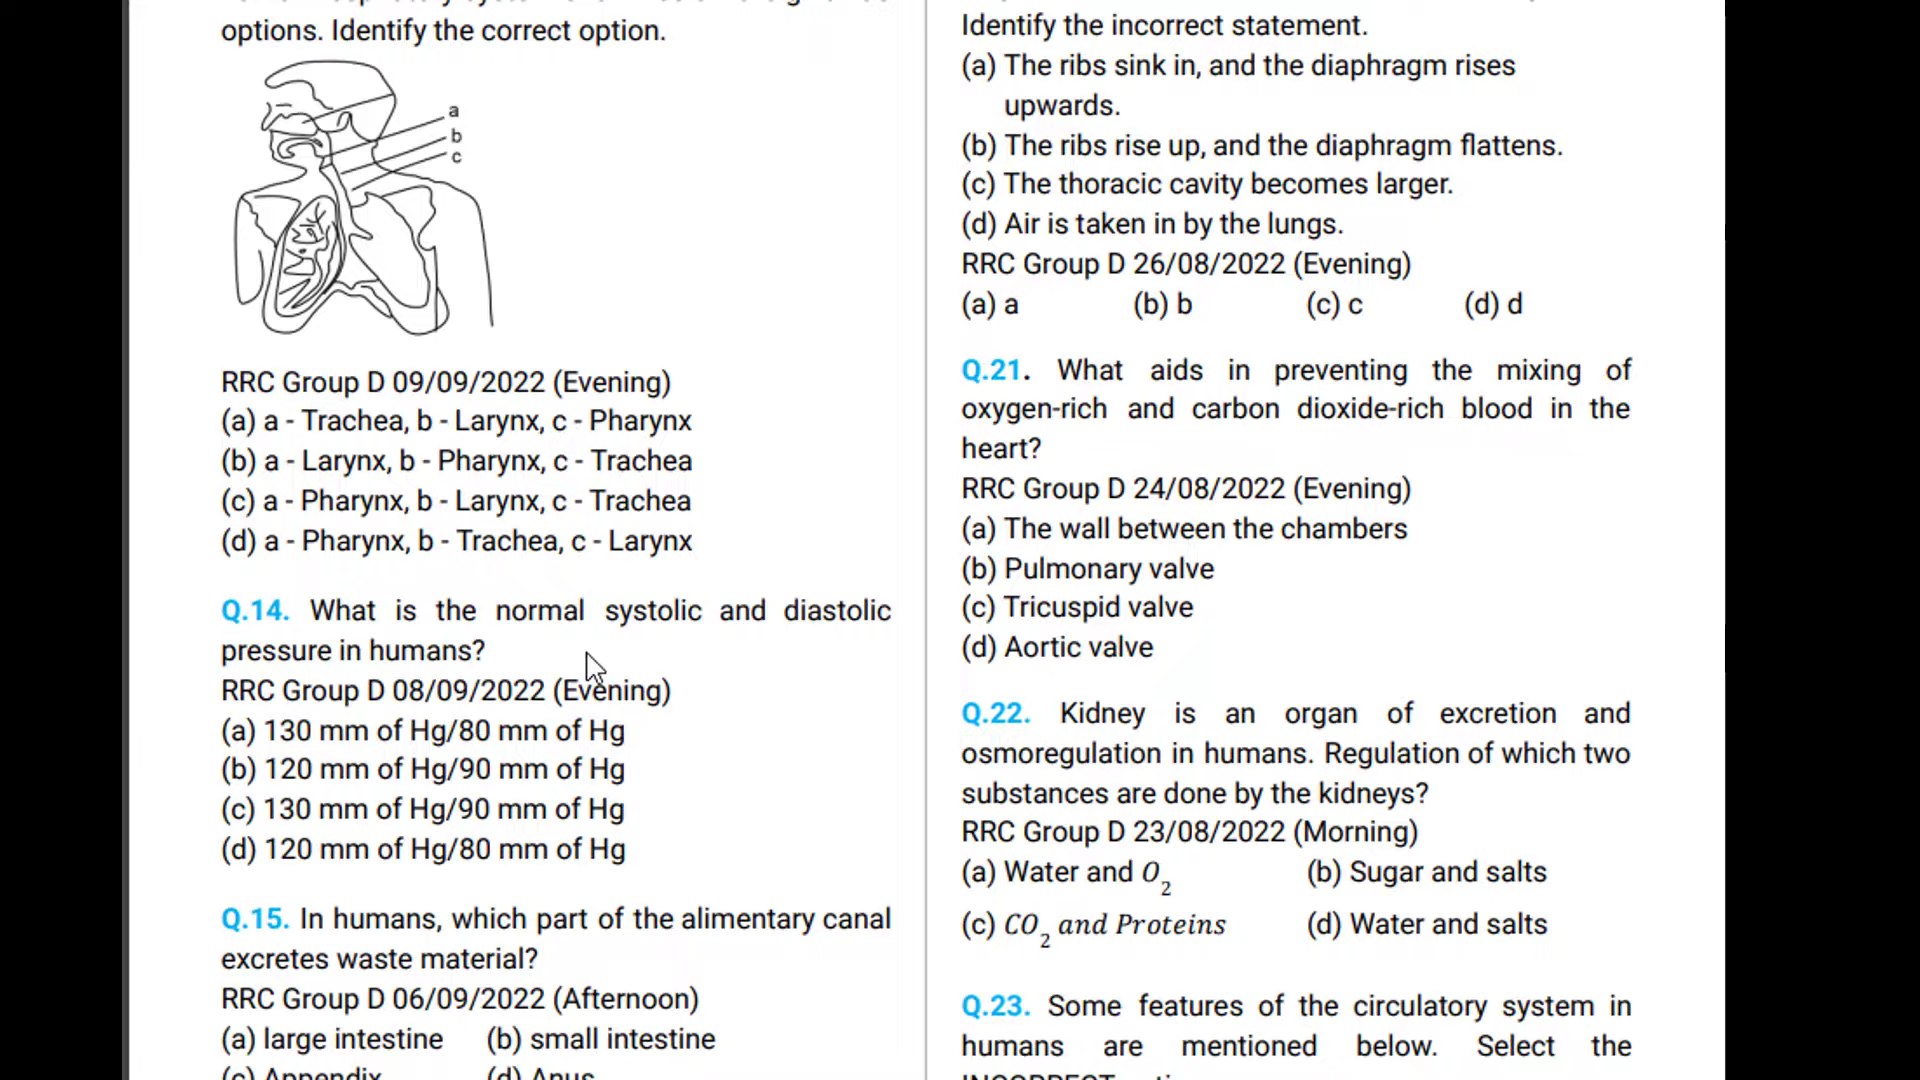 options. Identify the correct option.
a
b
c
RRC Group D 09/09/2022 (Evening)
(a) a - Trachea, b - Larynx, c - Pharynx
(b) a - Larynx, b - Pharynx, c - Trachea
(c) a - Pharynx, b - Larynx, c - Trachea
(d) a - Pharynx, b - Trachea, c - Larynx
Q.14. What is the normal systolic and diastolic
pressure in humans?
RRC Group D 08/09/2022 (Evening)
(a) 130 mm of Hg/80 mm of Hg
(b) 120 mm of Hg/90 mm of Hg
(c) 130 mm of Hg/90 mm of Hg
(d) 120 mm of Hg/80 mm of Hg
Q.15. In humans, which part of the alimentary canal
excretes waste material?
RRC Group D 06/09/2022 (Afternoon)
(a) large intestine (b) small intestine
(c) Appendix (d) Anus
Identify the incorrect statement.
(a) The ribs sink in, and the diaphragm rises
upwards.
(b) The ribs rise up, and the diaphragm flattens.
(c) The thoracic cavity becomes larger.
(d) Air is taken in by the lungs.
RRC Group D 26/08/2022 (Evening)
(a) a (b) b (c) c (d) d
Q.21. What aids in preventing the mixing of
oxygen-rich and carbon dioxide-rich blood in the
heart?
RRC Group D 24/08/2022 (Evening)
(a) The wall between the chambers
(b) Pulmonary valve
(c) Tricuspid valve
(d) Aortic valve
Q.22. Kidney is an organ of excretion and
osmoregulation in humans. Regulation of which two
substances are done by the kidneys?
RRC Group D 23/08/2022 (Morning)
(a) Water and O₂ (b) Sugar and salts
(c) CO₂ and Proteins (d) Water and salts
Q.23. Some features of the circulatory system in
humans are mentioned below. Select the